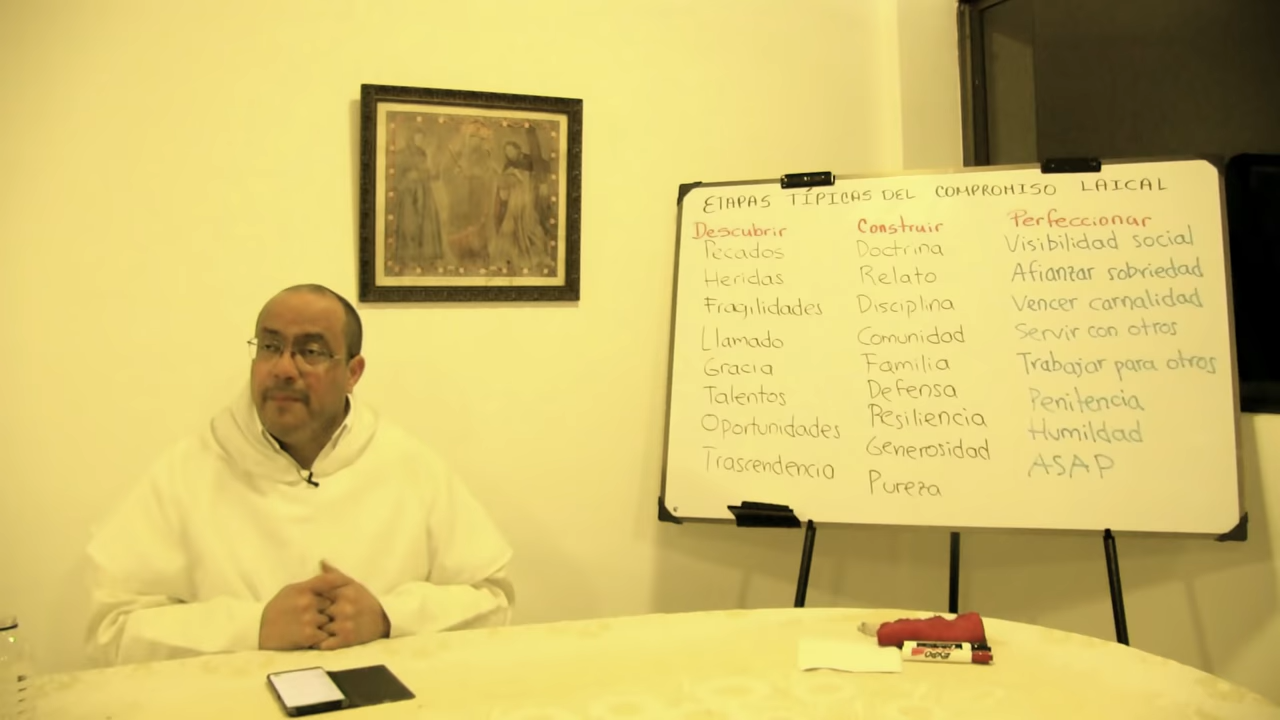 ETAPAS TÍPICAS DEL COMPROMISO LAICAL
Descubrir
Pecados
Heridas
Fragilidades
Llamado
Gracia
Talentos
Oportunidades
Trascendencia
Construir
Doctrina
Relato
Disciplina
Comunidad
Familia
Defensa
Resiliencia
Generosidad
Pureza
Perfeccionar
Visibilidad social
Afianzar sobriedad
Vencer carnalidad
Servir con otros
Trabajar para otros
Penitencia
Humildad
ASAP
EXPO